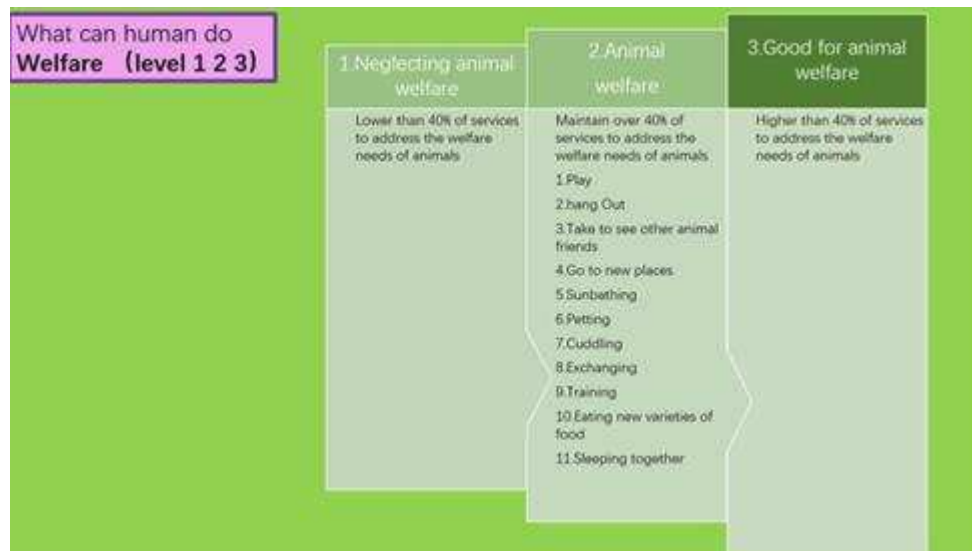 What can human do
Welfare （level 1 2 3)
1.Neglecting animal
welfare
Lower than 40% of services
to address the welfare
needs of animals
2.Animal
welfare
Maintain over 40% of
services to address the
welfare needs of animals
1.Play
2.hang Out
3.Take to see other animal
friends
4.Go to new places
5.Sunbathing
6.Petting
7.Cuddling
8.Exchanging
9.Training
10.Eating new varieties of
food
11.Sleeping together
3.Good for animal
welfare
Higher than 40% of services
to address the welfare
needs of animals